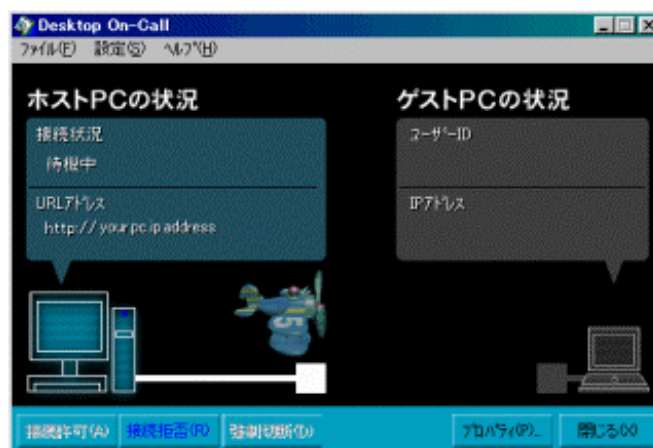 Desktop On-Call
ファイル(F) 設定(S) ヘルプ(H)
ホストPCの状況
接続状況
待機中
URLアドレス
http://your.pc.ip.address
ゲストPCの状況
ユーザーID
IPアドレス
5
接続許可(A) 接続拒否(R) 強制切断(D) プロパティ(P)... 閉じる(X)